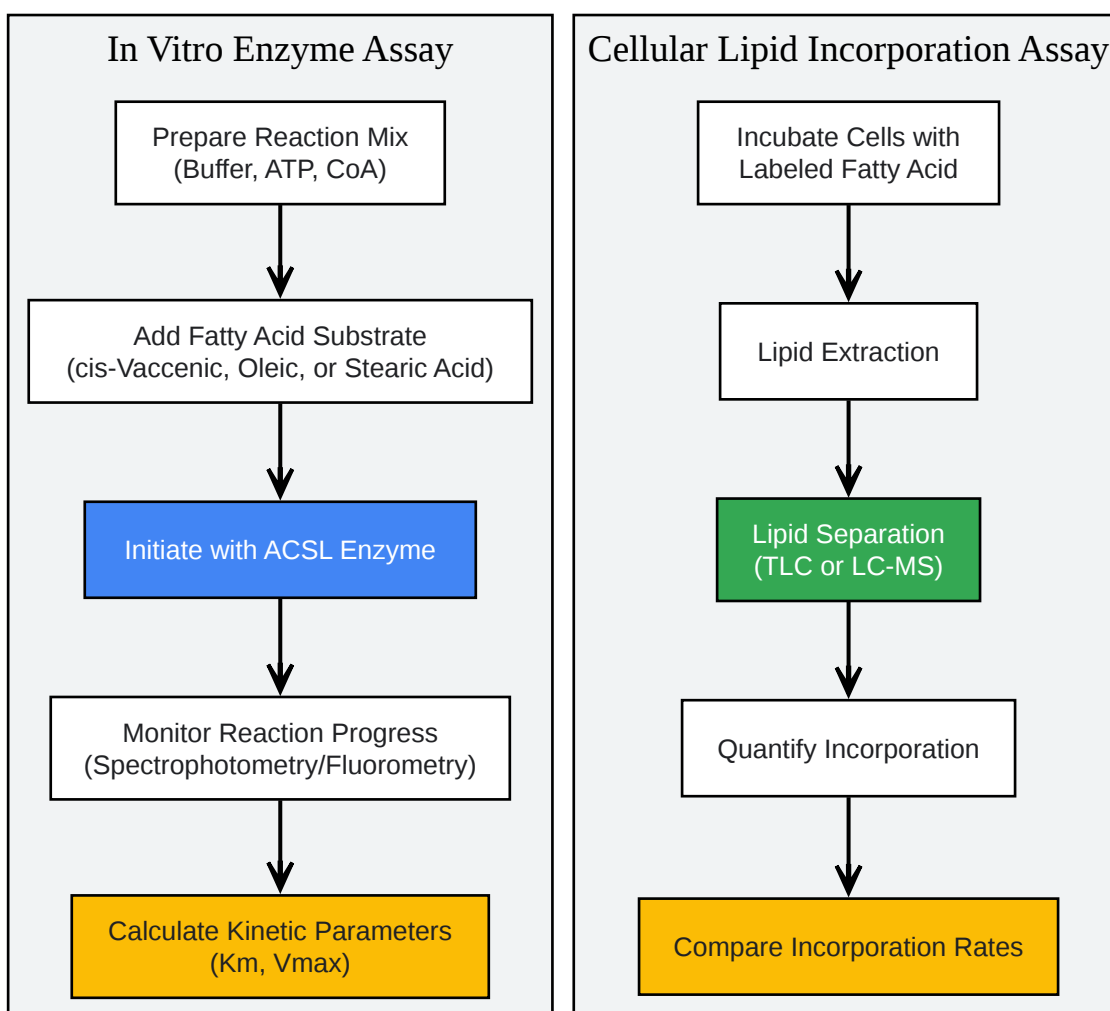 In Vitro Enzyme Assay
Prepare Reaction Mix
(Buffer, ATP, CoA)
Add Fatty Acid Substrate
(cis-Vaccenic, Oleic, or Stearic Acid)
Initiate with ACSL Enzyme
Monitor Reaction Progress
(Spectrophotometry/Fluorometry)
Calculate Kinetic Parameters
(Km, Vmax)
Cellular Lipid Incorporation Assay
Incubate Cells with
Labeled Fatty Acid
Lipid Extraction
Lipid Separation
(TLC or LC-MS)
Quantify Incorporation
Compare Incorporation Rates